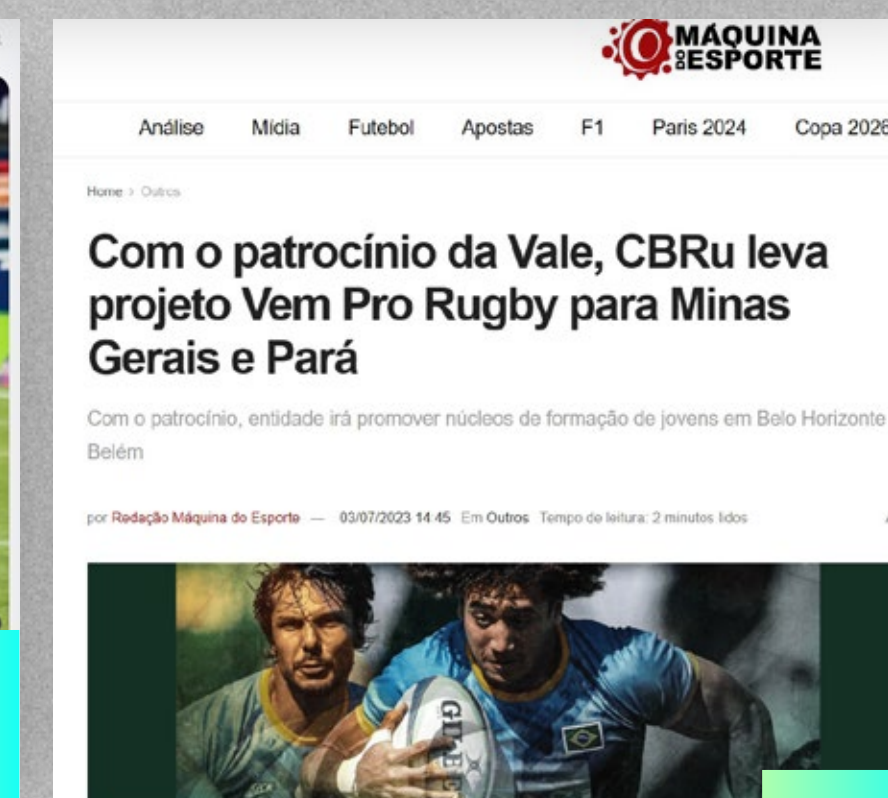 MÁQUINA
DO ESPORTE
Análise Mídia Futebol Apostas F1 Paris 2024 Copa 2026
Home > Outros
Com o patrocínio da Vale, CBRu leva
projeto Vem Pro Rugby para Minas
Gerais e Pará
Com o patrocínio, entidade irá promover núcleos de formação de jovens em Belo Horizonte
Belém
por Redação Máquina do Esporte — 03/07/2023 14 45 Em Outros Tempo de leitura: 2 minutos lidos